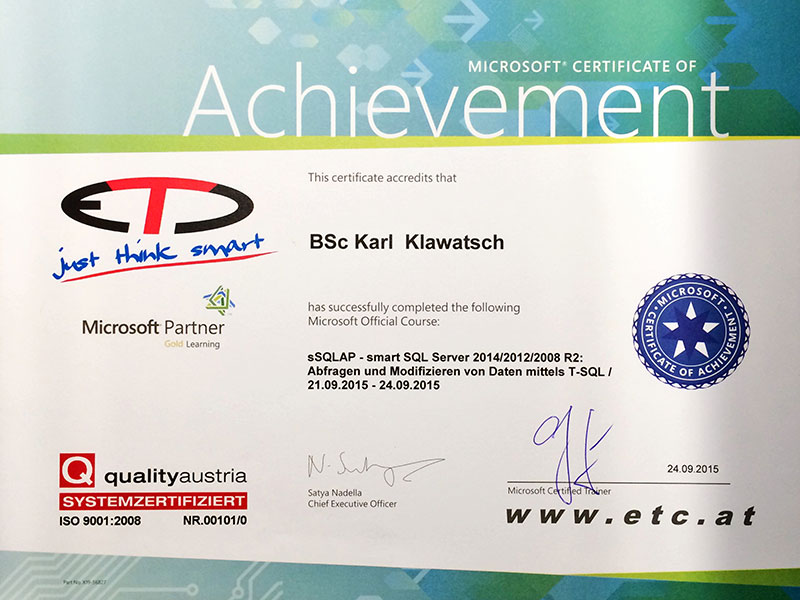 MICROSOFT® CERTIFICATE OF
Achievement
This certificate accredits that
ETC
just think smart
BSc Karl Klawatsch
Microsoft Partner
Gold Learning
has successfully completed the following
Microsoft Official Course:
sSQLAP - smart SQL Server 2014/2012/2008 R2:
Abfragen und Modifizieren von Daten mittels T-SQL /
21.09.2015 - 24.09.2015
MICROSOFT
CERTIFICATE OF ACHIEVEMENT
Q qualityaustria
SYSTEMZERTIFIZIERT
ISO 9001:2008 NR.00101/0
Satya Nadella
Chief Executive Officer
24.09.2015
Microsoft Certified Trainer
www.etc.at
Part No.